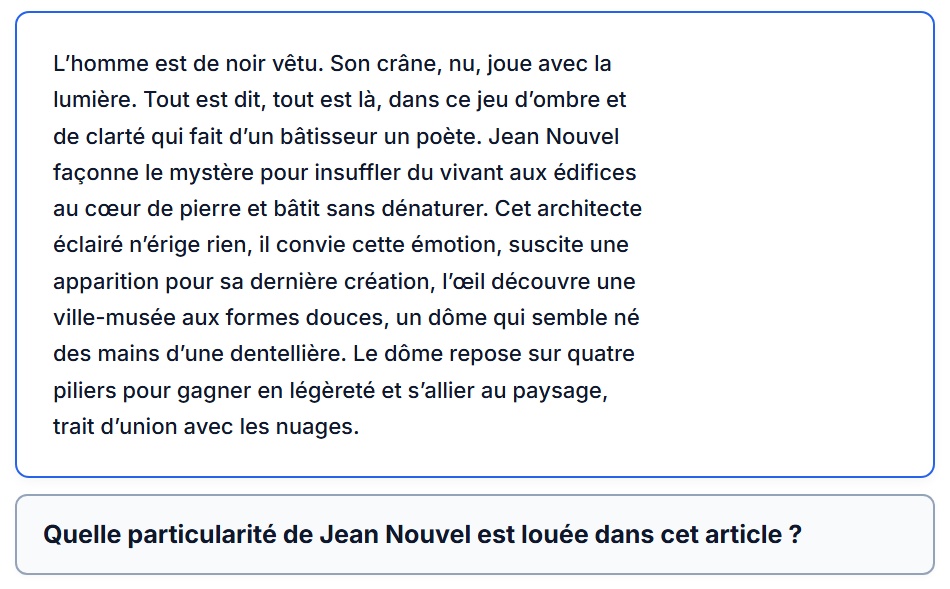 L’homme est de noir vêtu. Son crâne, nu, joue avec la
lumière. Tout est dit, tout est là, dans ce jeu d’ombre et
de clarté qui fait d’un bâtisseur un poète. Jean Nouvel
façonne le mystère pour insuffler du vivant aux édifices
au cœur de pierre et bâtit sans dénaturer. Cet architecte
éclairé n’érige rien, il convie cette émotion, suscite une
apparition pour sa dernière création, l’œil découvre une
ville-musée aux formes douces, un dôme qui semble né
des mains d’une dentellière. Le dôme repose sur quatre
piliers pour gagner en légèreté et s’allier au paysage,
trait d’union avec les nuages.
Quelle particularité de Jean Nouvel est louée dans cet article ?